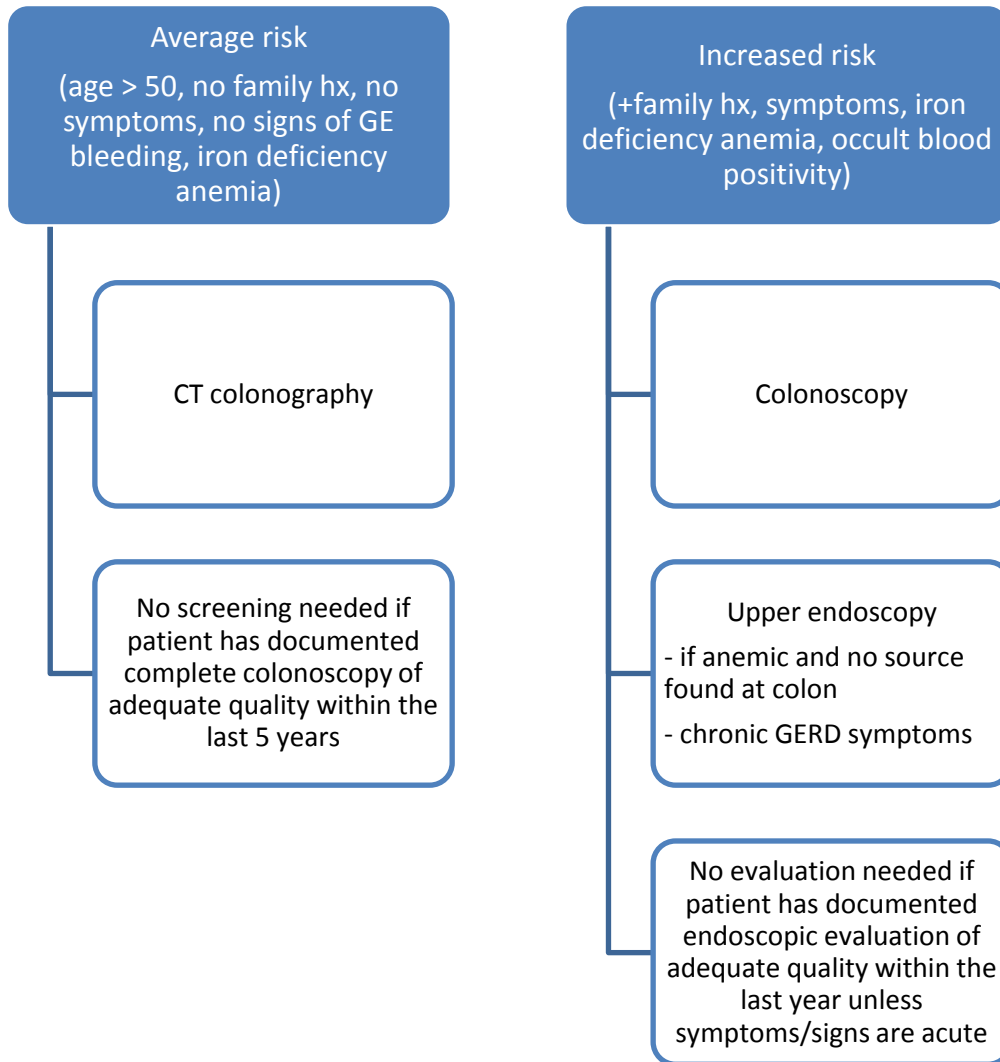 Average risk
(age > 50, no family hx, no
symptoms, no signs of GE
bleeding, iron deficiency
anemia)
CT colonography
No screening needed if
patient has documented
complete colonoscopy of
adequate quality within the
last 5 years
Increased risk
(+family hx, symptoms, iron
deficiency anemia, occult blood
positivity)
Colonoscopy
Upper endoscopy
- if anemic and no source
found at colon
- chronic GERD symptoms
No evaluation needed if
patient has documented
endoscopic evaluation of
adequate quality within the
last year unless
symptoms/signs are acute